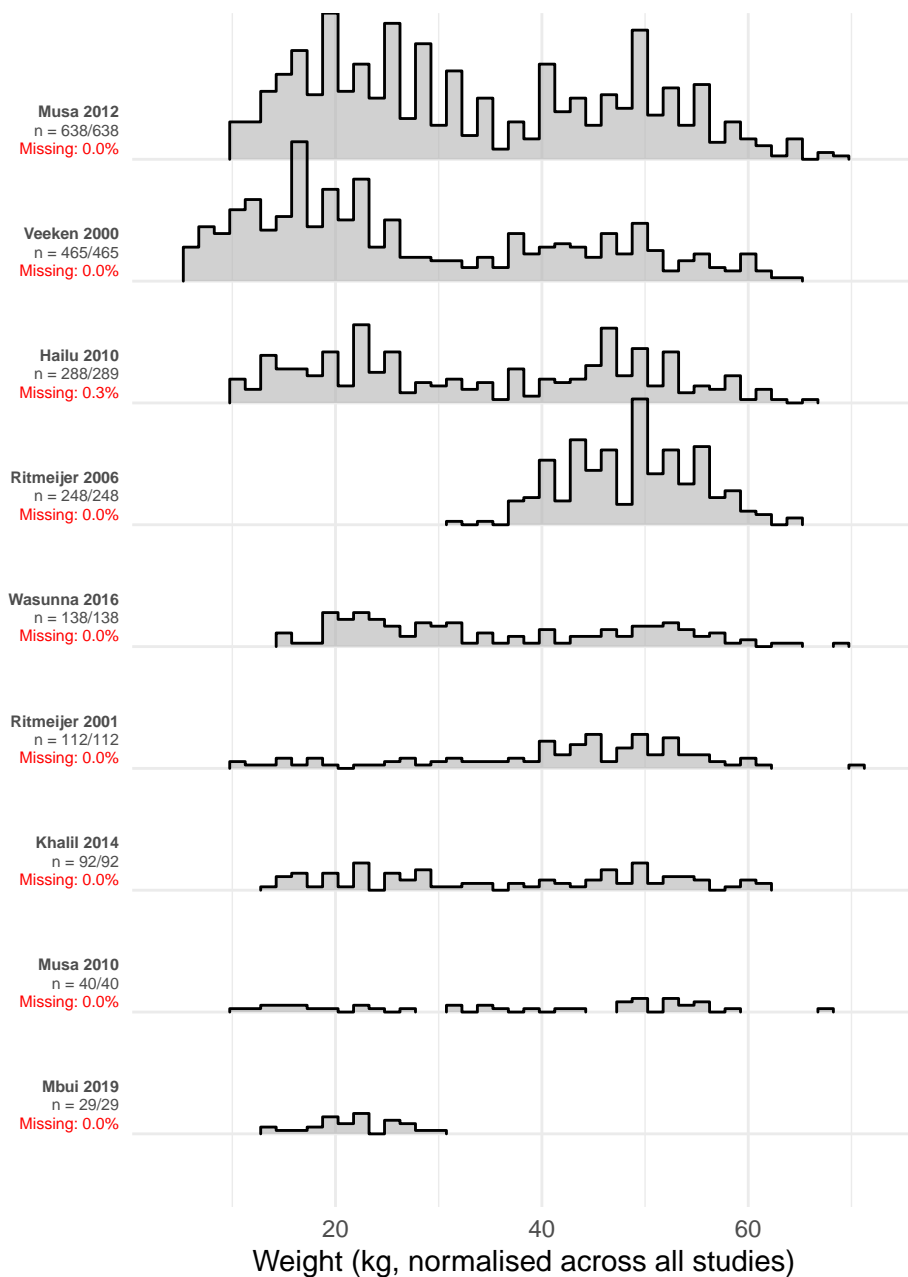 Musa 2012
n = 638/638
Missing: 0.0%
Veeken 2000
n = 465/465
Missing: 0.0%
Hailu 2010
n = 288/289
Missing: 0.3%
Ritmeijer 2006
n = 248/248
Missing: 0.0%
Wasunna 2016
n = 138/138
Missing: 0.0%
Ritmeijer 2001
n = 112/112
Missing: 0.0%
Khalil 2014
n = 92/92
Missing: 0.0%
Musa 2010
n = 40/40
Missing: 0.0%
Mbui 2019
n = 29/29
Missing: 0.0%
20 40 60
Weight (kg, normalised across all studies)